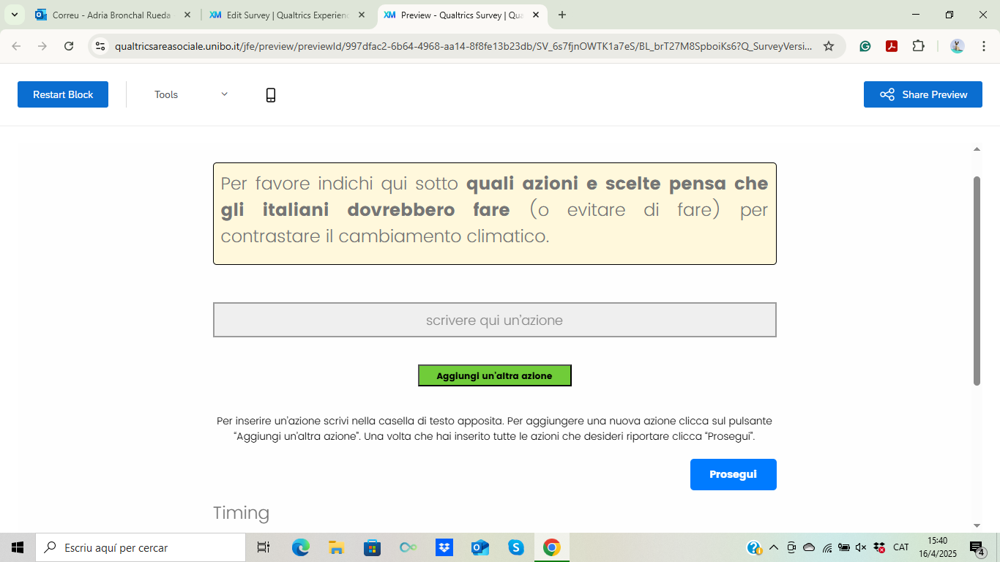 Correu - Adria Bronchal Rueda
Edit Survey | Qualtrics Experienc
Preview - Qualtrics Survey | Qua
qualtricsareasociale.unibo.it/jfe/preview/previewId/997dfac2-6b64-4968-aa14-8f8fe13b23db/SV_6s7fjnOWTK1a7eS/BL_brT27M8SpboiKs6?Q_SurveyVersi...
Restart Block
Tools
Share Preview
Per favore indichi qui sotto quali azioni e scelte pensa che
gli italiani dovrebbero fare (o evitare di fare) per
contrastare il cambiamento climatico.
scrivere qui un'azione
Aggiungi un'altra azione
Per inserire un'azione scrivi nella casella di testo apposita. Per aggiungere una nuova azione clicca sul pulsante
“Aggiungi un'altra azione”. Una volta che hai inserito tutte le azioni che desideri riportare clicca “Prosegui”.
Prosegui
Timing
Escriu aquí per cercar
CAT
15:40
16/4/2025
4